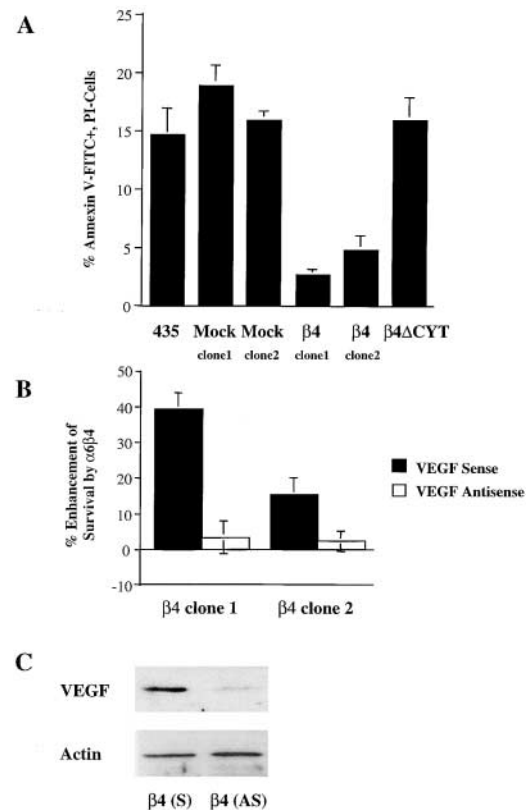 A
% Annexin V-FITC+, PI-Cells
25
20
15
10
5
0
435 Mock Mock β4 β4 β4ΔCYT
clone1 clone2 clone1 clone2
B
% Enhancement of
Survival by α6β4
50
40
30
20
10
0
-10
VEGF Sense
VEGF Antisense
β4 clone 1 β4 clone 2
C
VEGF
Actin
β4 (S) β4 (AS)